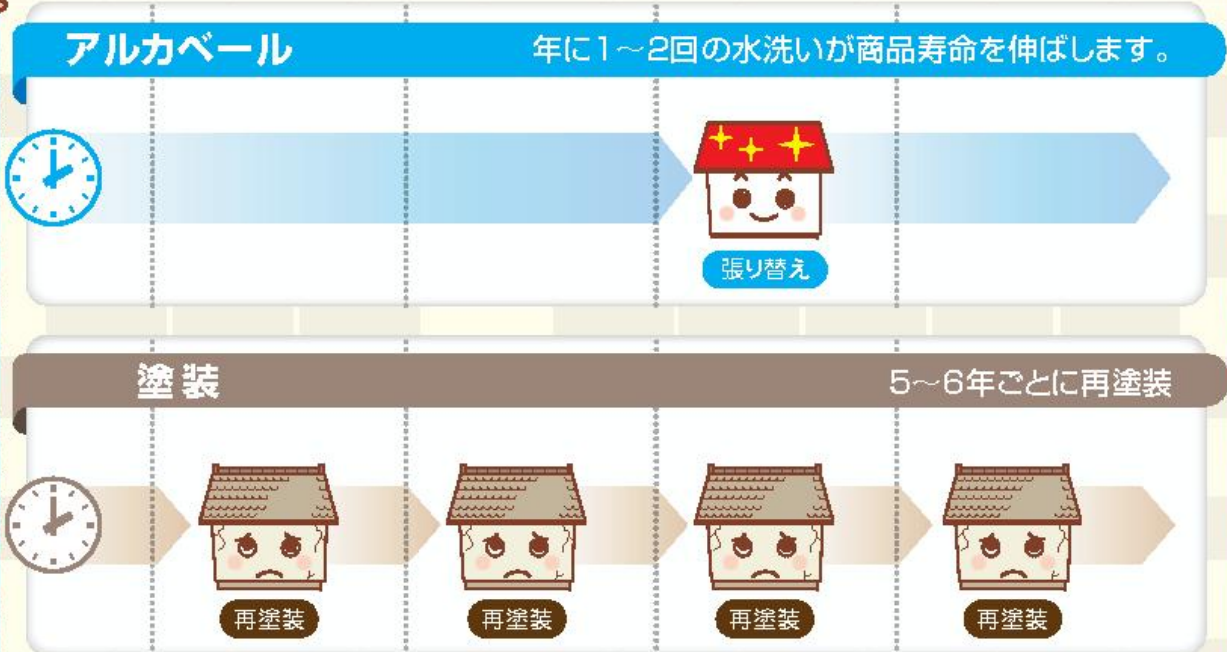 アルカベール
年に1〜2回の水洗いが商品寿命を伸ばします。
張り替え
塗装
5〜6年ごとに再塗装
再塗装
再塗装
再塗装
再塗装